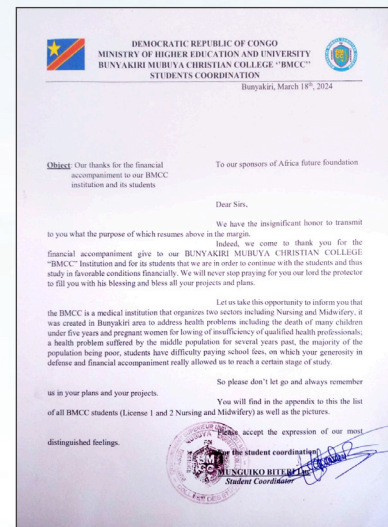 DEMOCRATIC REPUBLIC OF CONGO
MINISTRY OF HIGHER EDUCATION AND UNIVERSITY
BUNYAKIRI MUBUYA CHRISTIAN COLLEGE "BMCC"
STUDENTS COORDINATION
Bunyakiri, March 18th, 2024
Object: Our thanks for the financial
accompaniment to our BMCC
institution and its students
To our sponsors of Africa future foundation
Dear Sirs,
We have the insignificant honor to transmit
to you what the purpose of which resumes above in the margin.
Indeed, we come to thank you for the
financial accompaniment give to our BUNYAKIRI MUBUYA CHRISTIAN COLLEGE
"BMCC" Institution and for its students that we are in order to continue with the students and thus
study in favorable conditions financially. We will never stop praying for you our lord the protector
to fill you with his blessing and bless all your projects and plans.
Let us take this opportunity to inform you that
the BMCC is a medical institution that organizes two sectors including Nursing and Midwifery, it
was created in Bunyakiri area to address health problems including the death of many children
under five years and pregnant women for lowing of insufficiency of qualified health professionals;
a health problem suffered by the middle population for several years past, the majority of the
population being poor, students have difficulty paying school fees, on which your generosity in
defense and financial accompaniment really allowed us to reach a certain stage of study.
So please don't let go and always remember
us in your plans and your projects.
You will find in the appendix to this the list
of all BMCC students (License 1 and 2 Nursing and Midwifery) as well as the pictures.
Please accept the expression of our most
distinguished feelings.
For the student coordination
MUNGUIKO BITERI
Student Coordinator
BM
CC